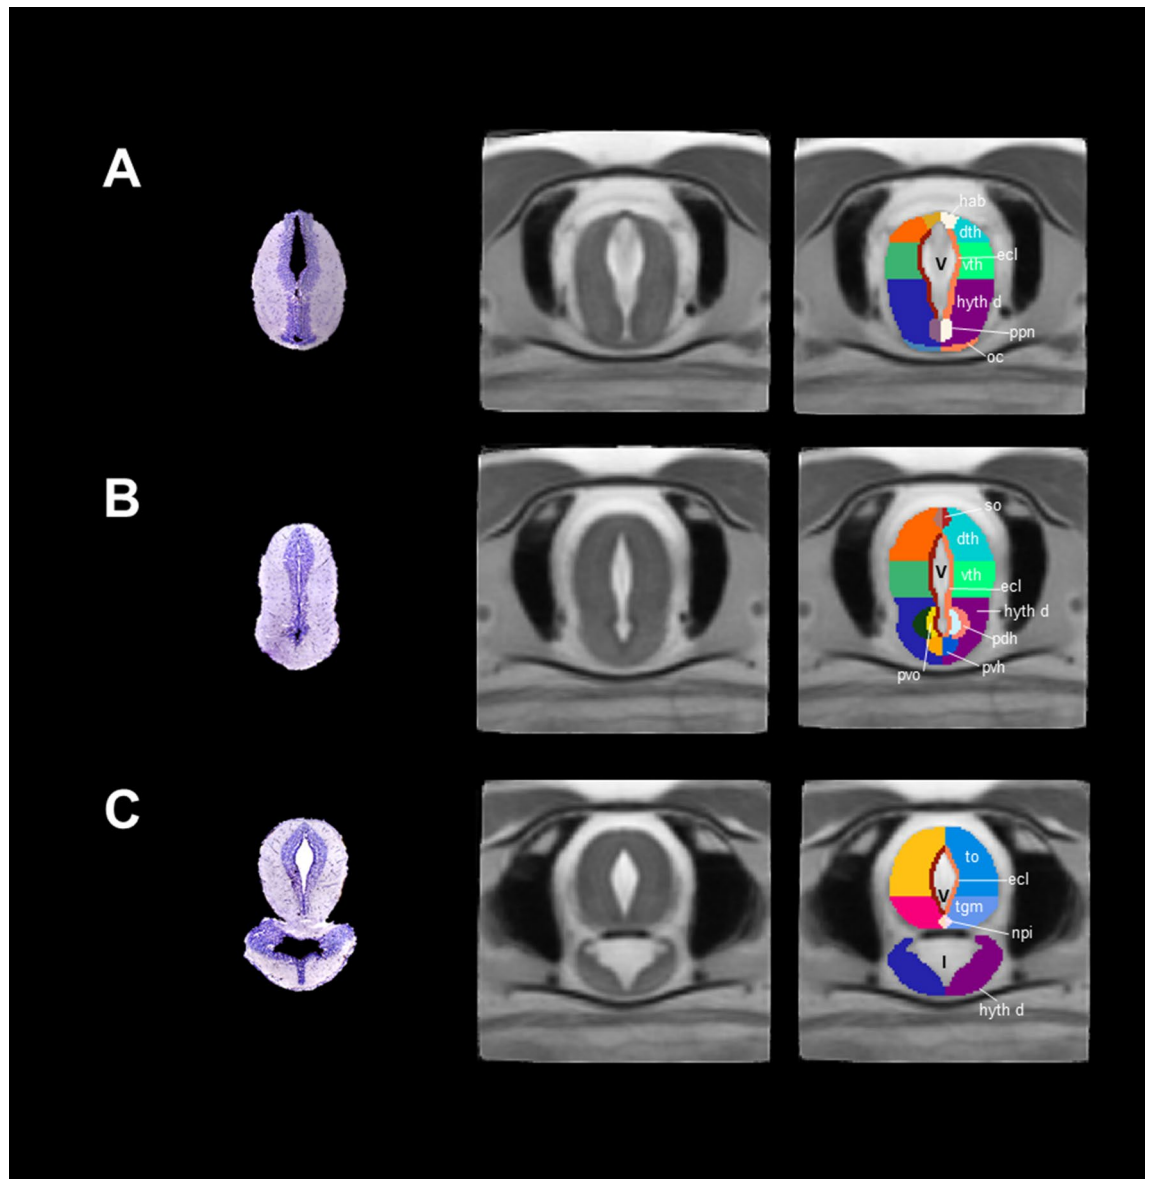 A
hab
dth
ecl
V
vth
hyth d
ppn
oc
B
so
dth
V
vth
ecl
hyth d
pdh
pvh
pvo
C
to
ecl
V
tgm
npi
I
hyth d